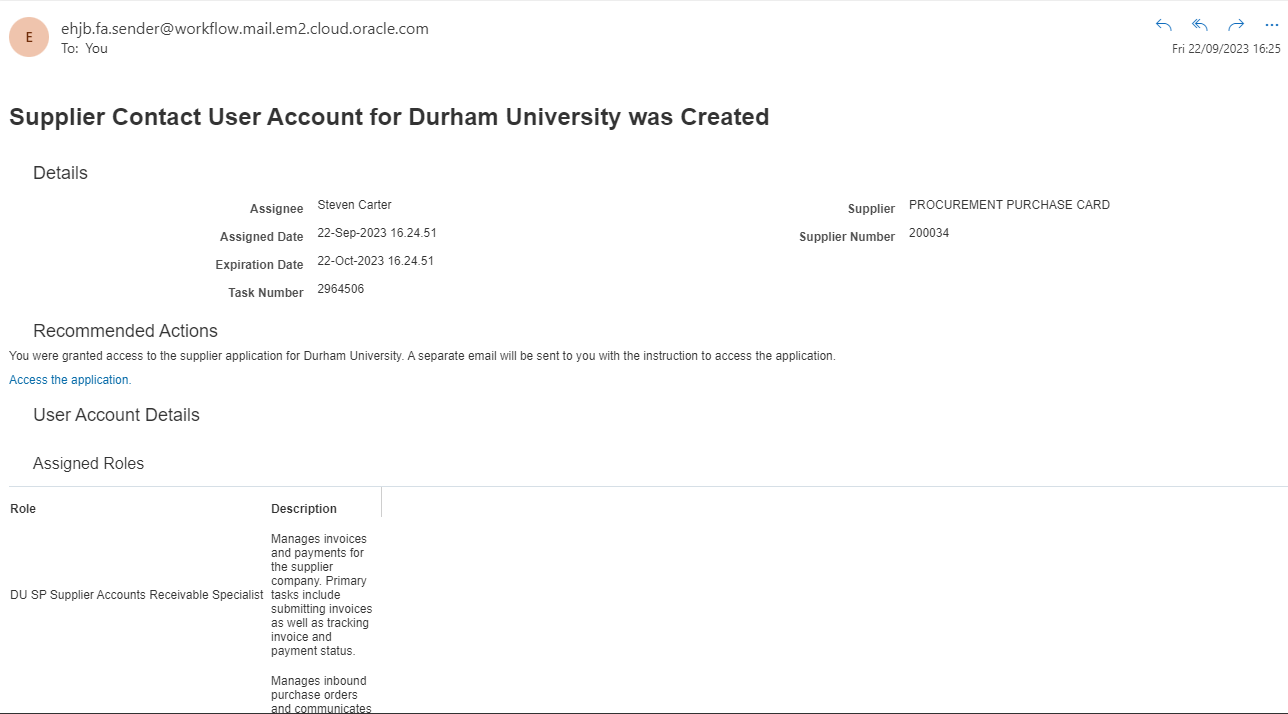 E
ehjb.fa.sender@workflow.mail.em2.cloud.oracle.com
To: You
Fri 22/09/2023 16:25
Supplier Contact User Account for Durham University was Created
Details
Assignee Steven Carter
Supplier PROCUREMENT PURCHASE CARD
Assigned Date 22-Sep-2023 16.24.51
Supplier Number 200034
Expiration Date 22-Oct-2023 16.24.51
Task Number 2964506
Recommended Actions
You were granted access to the supplier application for Durham University. A separate email will be sent to you with the instruction to access the application.
Access the application.
User Account Details
Assigned Roles
Role Description
DU SP Supplier Accounts Receivable Specialist
Manages invoices
and payments for
the supplier
company. Primary
tasks include
submitting invoices
as well as tracking
invoice and
payment status.
Manages inbound
purchase orders
and communicates